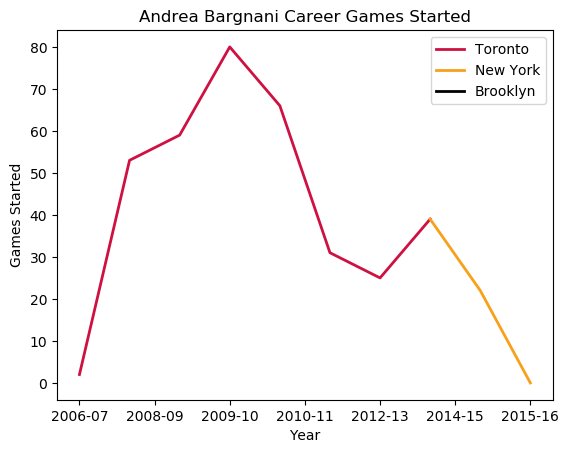 Andrea Bargnani Career Games Started
Toronto
New York
Brooklyn
Games Started
80
70
60
50
40
30
20
10
0
2006-07 2008-09 2009-10 2010-11 2012-13 2014-15 2015-16
Year